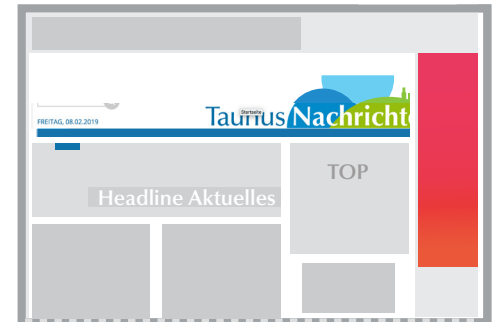 FREITAG, 08.02.2019
Startseite
Taunus Nachricht
TOP
Headline Aktuelles